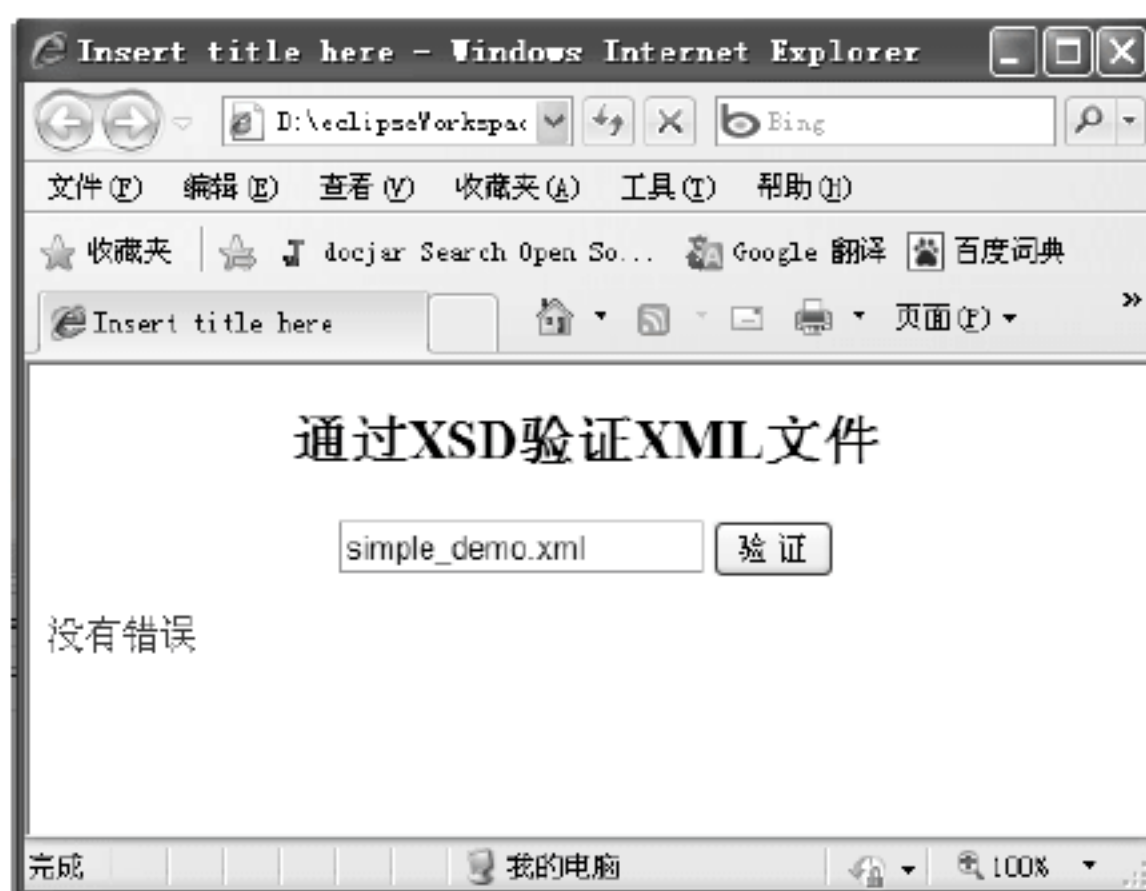 Insert title here - Windows Internet Explorer
D:\eclipseWorkspac Bing
文件(F) 编辑(E) 查看(V) 收藏夹(A) 工具(T) 帮助(H)
收藏夹 docjar Search Open So... Google 翻译 百度词典
Insert title here 页面(P) »
通过XSD验证XML文件
simple_demo.xml 验 证
没有错误
完成 我的电脑 100%